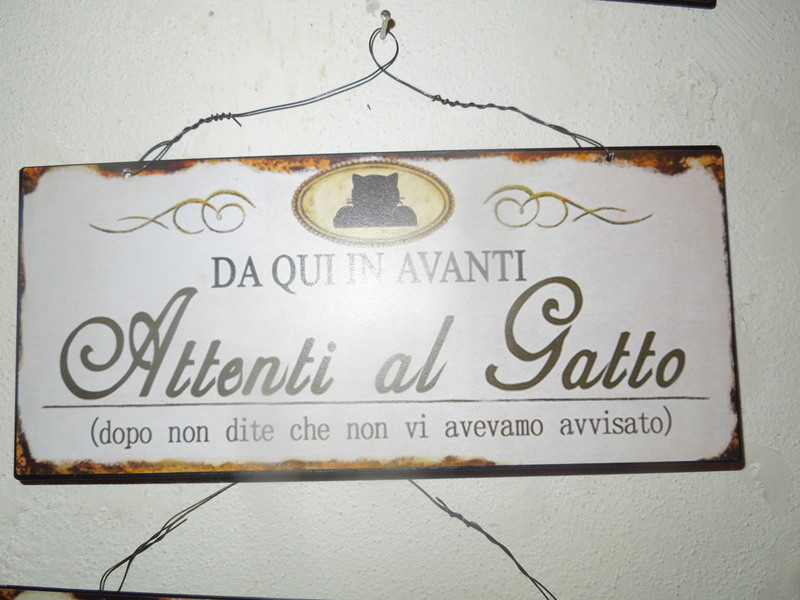 DA QUI IN AVANTI
Attenti al Gatto
(dopo non dite che non vi avevamo avvisato)